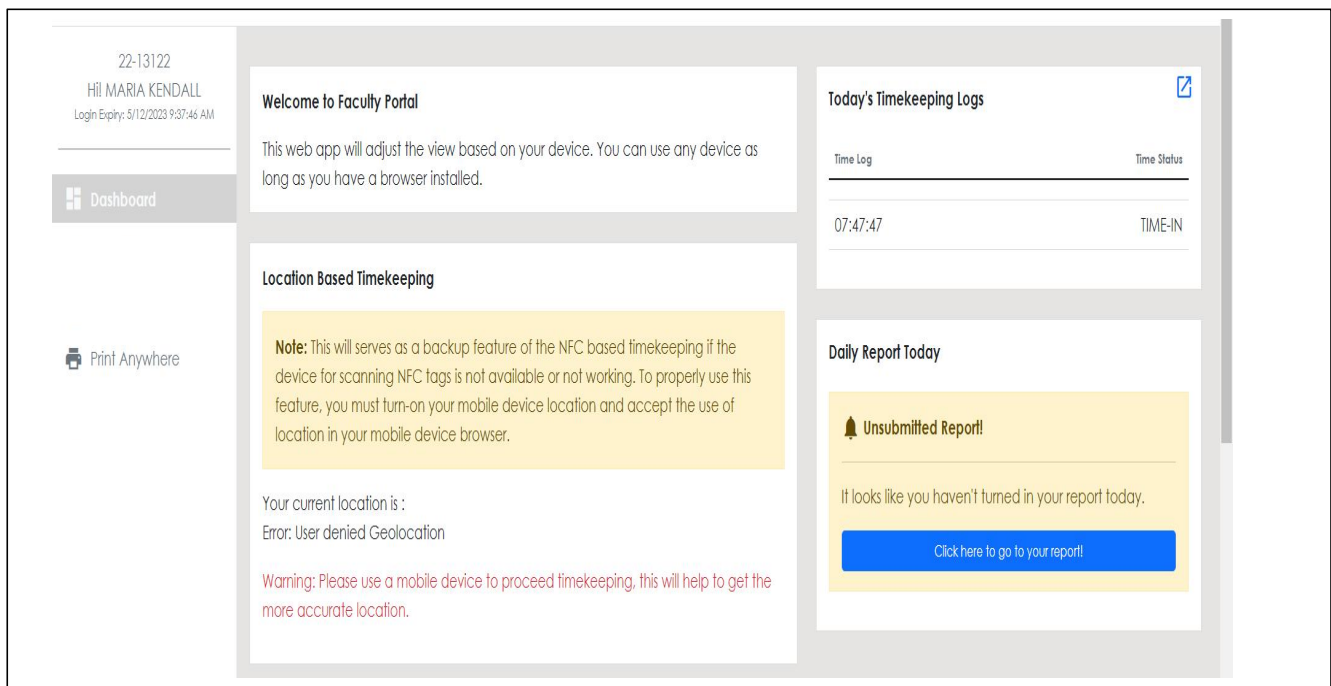 22-13122
Hi! MARIA KENDALL
Login Expiry: 5/12/2023 9:37:46 AM
Dashboard
Print Anywhere
Welcome to Faculty Portal
This web app will adjust the view based on your device. You can use any device as
long as you have a browser installed.
Location Based Timekeeping
Note: This will serves as a backup feature of the NFC based timekeeping if the
device for scanning NFC tags is not available or not working. To properly use this
feature, you must turn-on your mobile device location and accept the use of
location in your mobile device browser.
Your current location is :
Error: User denied Geolocation
Warning: Please use a mobile device to proceed timekeeping, this will help to get the
more accurate location.
Today's Timekeeping Logs
Time Log Time Status
07:47:47 TIME-IN
Daily Report Today
Unsubmitted Report!
It looks like you haven't turned in your report today.
Click here to go to your report!